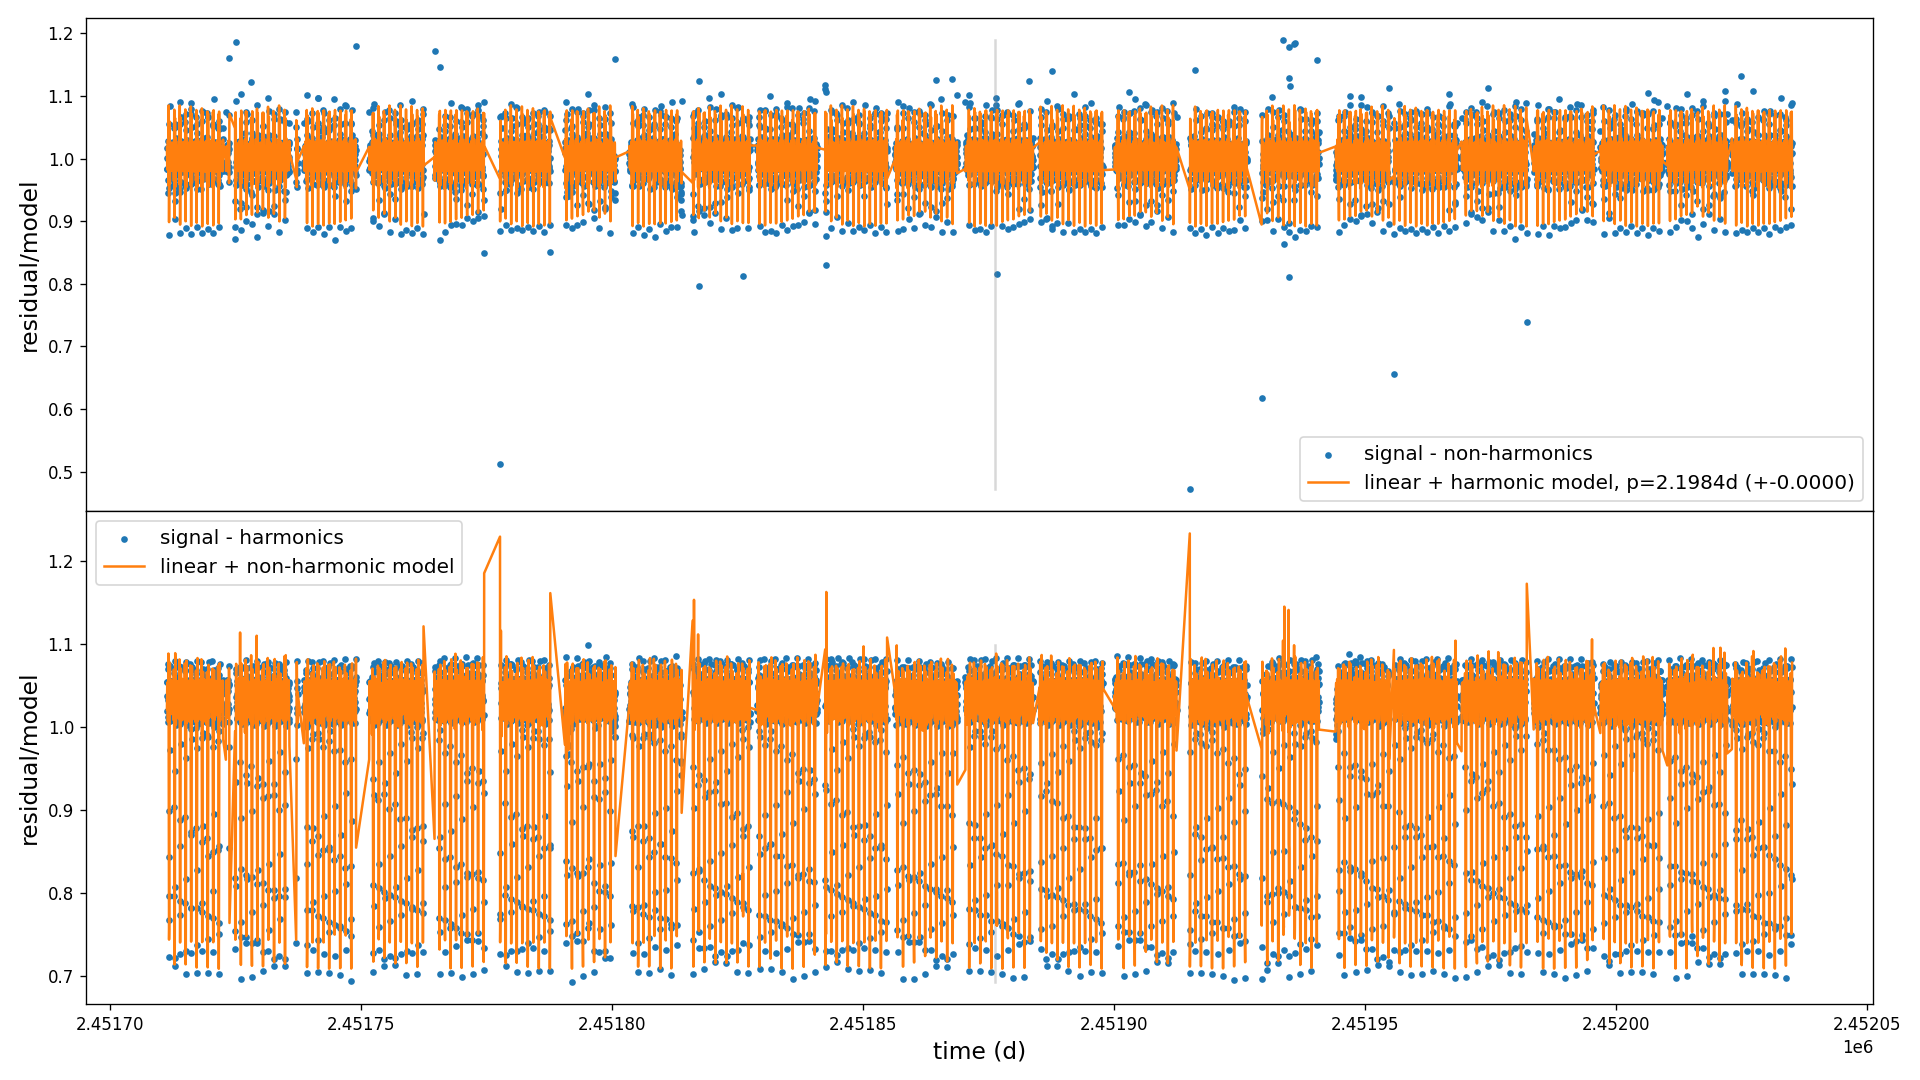 1.2
1.1
1.0
0.9
0.8
0.7
0.6
0.5
residual/model
signal - non-harmonics
linear + harmonic model, p=2.1984d (+-0.0000)
signal - harmonics
linear + non-harmonic model
1.2
1.1
1.0
0.9
0.8
0.7
residual/model
2.45170
2.45175
2.45180
2.45185
2.45190
2.45195
2.45200
2.45205
1e6
time (d)